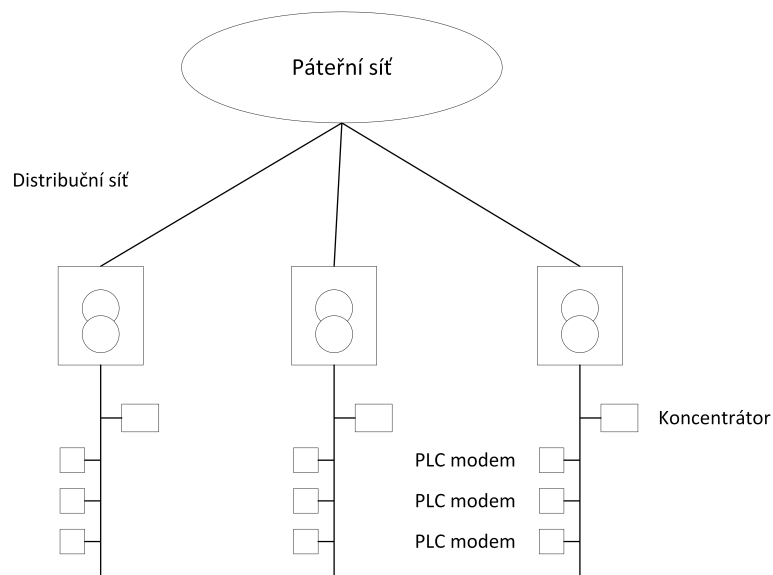 Páteřní síť
Distribuční síť
Koncentrátor
PLC modem
PLC modem
PLC modem